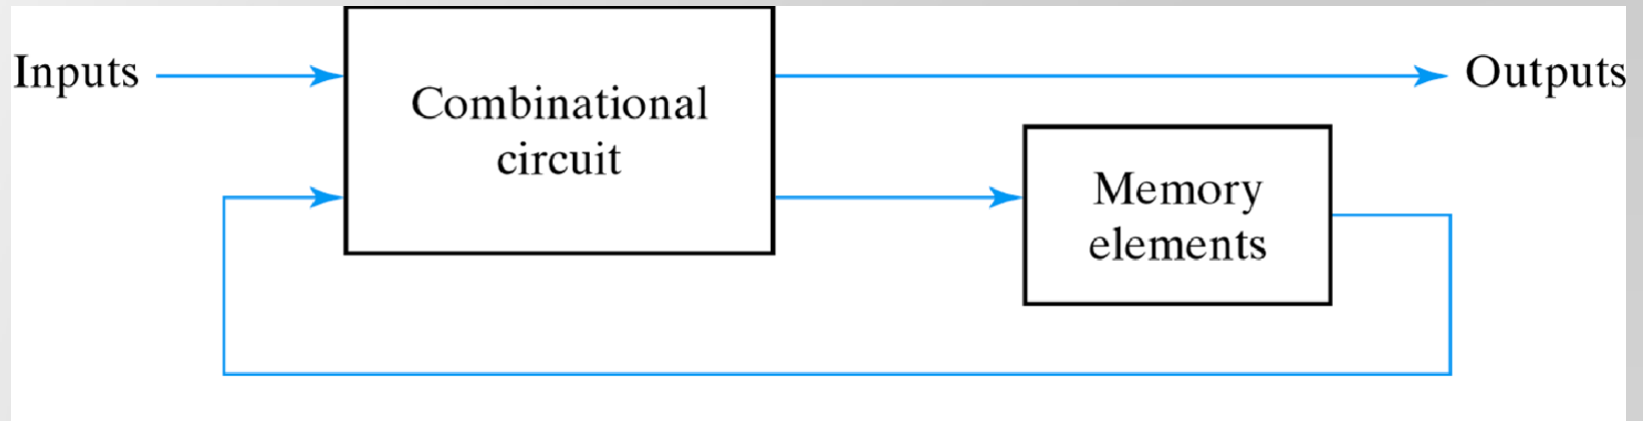 Inputs
Combinational
circuit
Outputs
Memory
elements